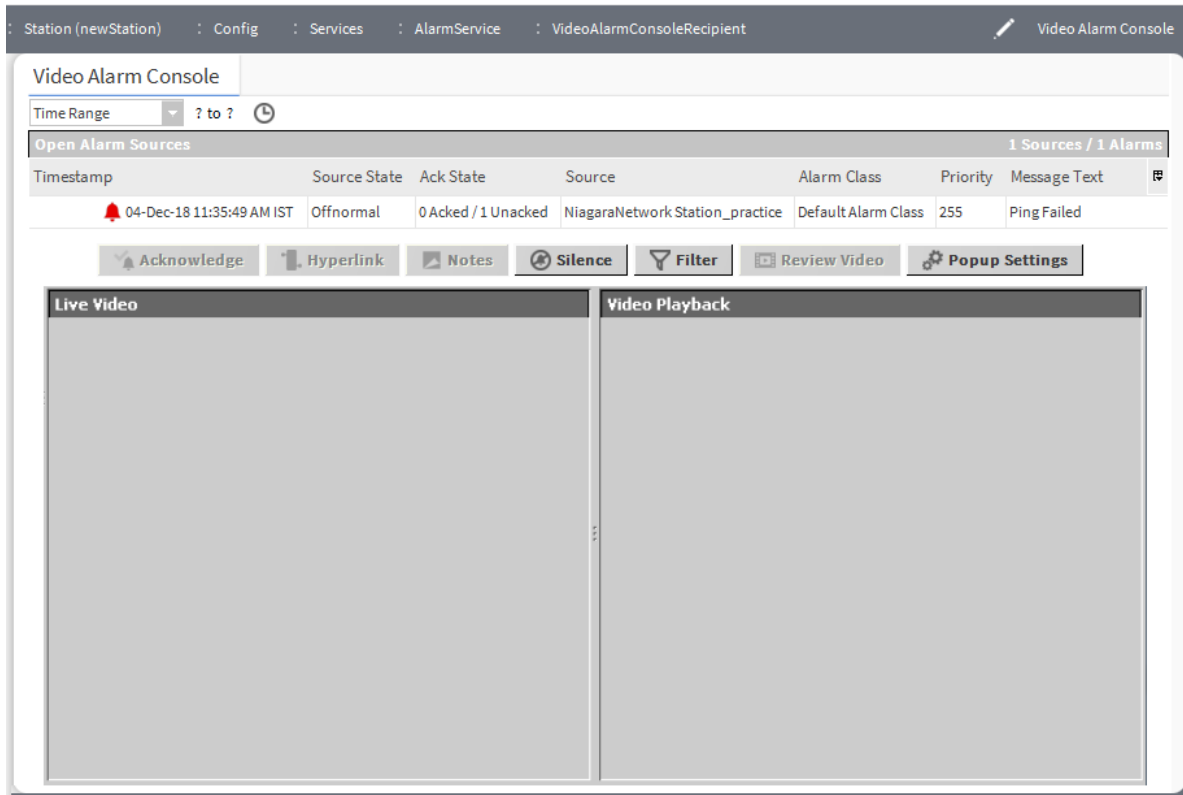 : Station (newStation) : Config : Services : AlarmService : VideoAlarmConsoleRecipient Video Alarm Console
Video Alarm Console
Time Range ? to ?
Open Alarm Sources 1 Sources / 1 Alarms
Timestamp Source State Ack State Source Alarm Class Priority Message Text
04-Dec-18 11:35:49 AM IST Offnormal 0 Acked / 1 Unacked NiagaraNetwork Station_practice Default Alarm Class 255 Ping Failed
Acknowledge Hyperlink Notes Silence Filter Review Video Popup Settings
Live Video Video Playback